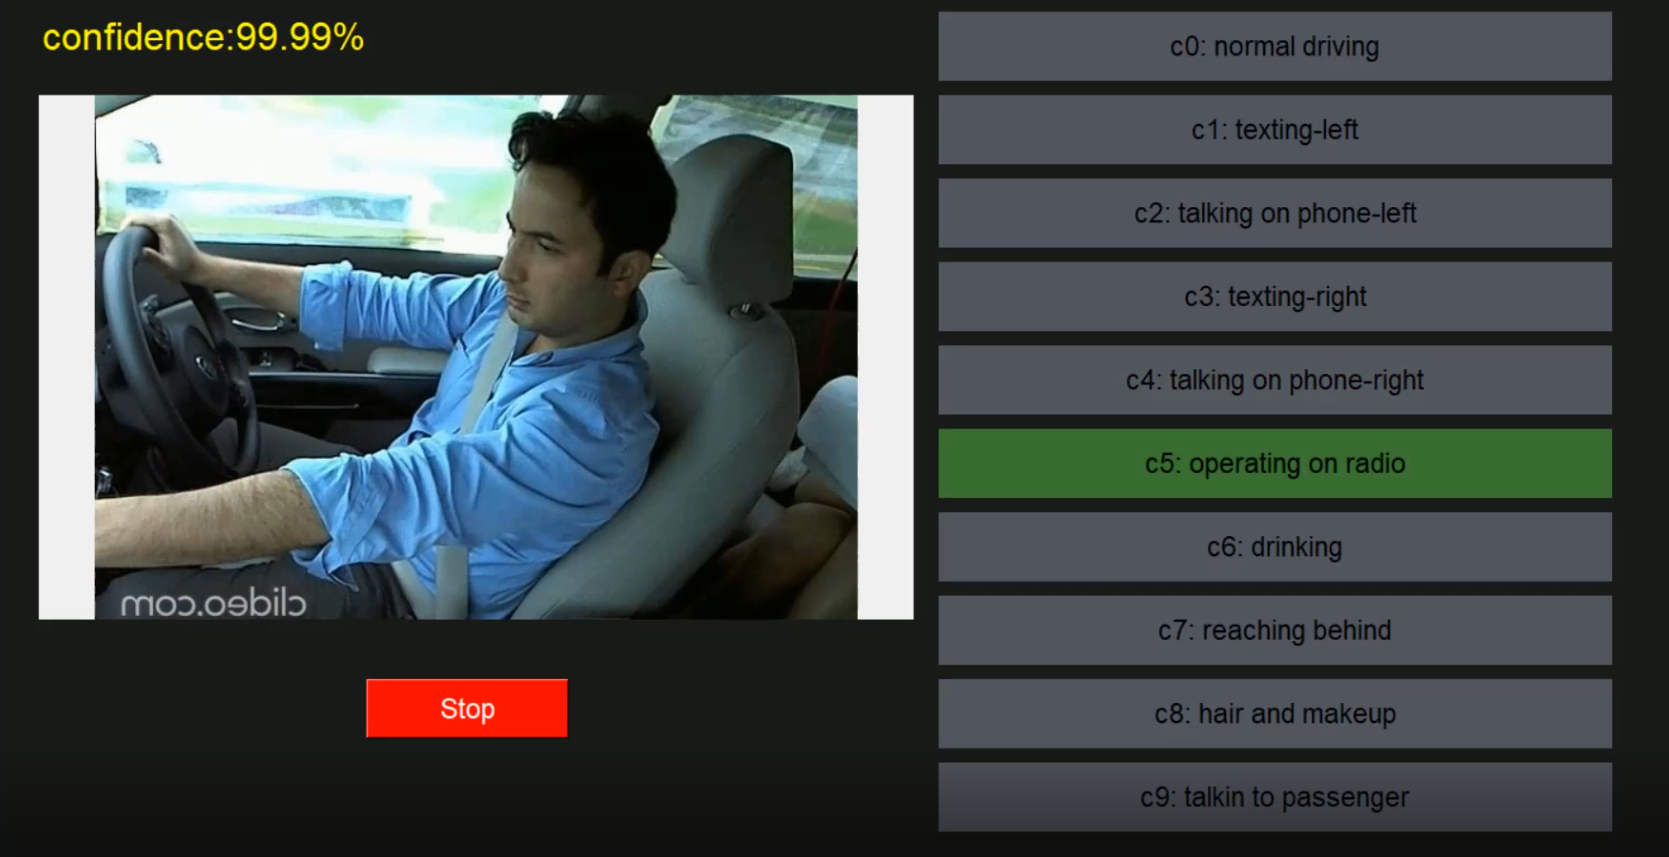 confidence:99.99%
clideo.com
Stop
c0: normal driving
c1: texting-left
c2: talking on phone-left
c3: texting-right
c4: talking on phone-right
c5: operating on radio
c6: drinking
c7: reaching behind
c8: hair and makeup
c9: talkin to passenger